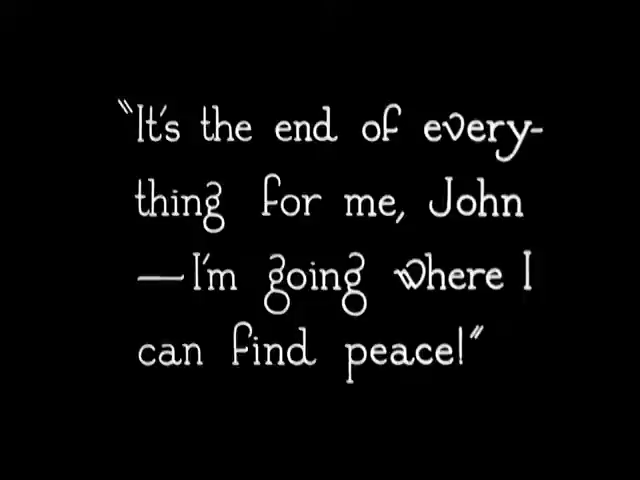 "It's the end of every-
thing for me, John
—I'm going where I
can find peace!"